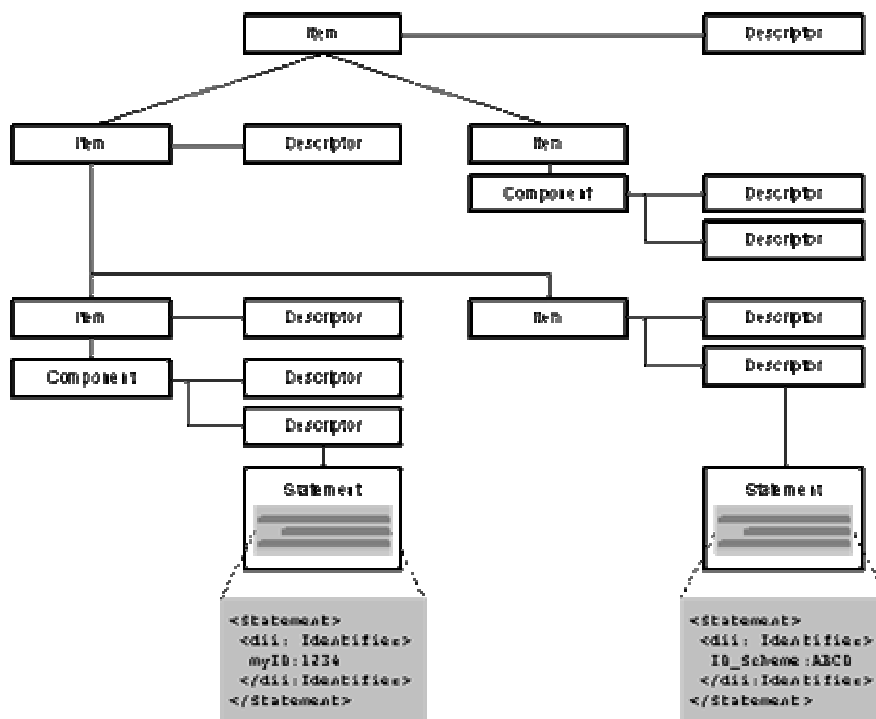 Item
Descriptor
Item
Descriptor
Item
Component
Descriptor
Descriptor
Item
Descriptor
Item
Descriptor
Component
Descriptor
Descriptor
Descriptor
Statement
Statement
<Statement>
<dii: Identifier>
myID:1234
</dii:Identifier>
</Statement>
<Statement>
<dii: Identifier>
ID_Scheme:ABCD
</dii:Identifier>
</Statement>